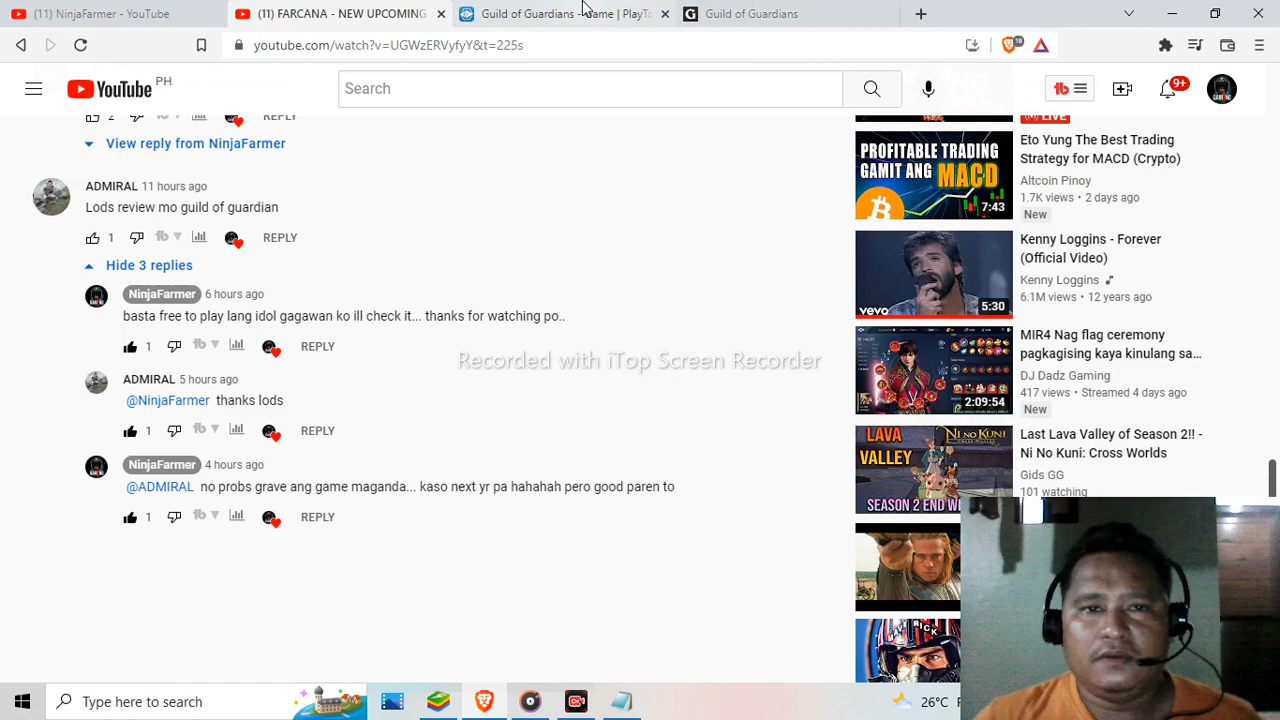 (11) NinjaFarmer - YouTube
(11) FARCANA - NEW UPCOMING
Guild of Guardians - Game | PlayTo
Guild of Guardians
youtube.com/watch?v=UGWzERVyfyY&t=225s
18
YouTube PH
Search
9+
2 REPLY
View reply from NinjaFarmer
ADMIRAL 11 hours ago
Lods review mo guild of guardian
1 REPLY
Hide 3 replies
NinjaFarmer 6 hours ago
basta free to play lang idol gagawan ko ill check it... thanks for watching po..
1 REPLY
ADMIRAL 5 hours ago
@NinjaFarmer thanks lods
1 REPLY
NinjaFarmer 4 hours ago
@ADMIRAL no probs grave ang game maganda... kaso next yr pa hahahah pero good paren to
1 REPLY
Recorded with iTop Screen Recorder
LIVE
PROFITABLE TRADING
GAMIT ANG MACD
7:43
Eto Yung The Best Trading
Strategy for MACD (Crypto)
Altcoin Pinoy
1.7K views • 2 days ago
New
vevo
5:30
Kenny Loggins - Forever
(Official Video)
Kenny Loggins
6.1M views • 12 years ago
2:09:54
MIR4 Nag flag ceremony
pagkagising kaya kinulang sa...
DJ Dadz Gaming
417 views • Streamed 4 days ago
New
LAVA
VALLEY
NI NO KUNI
SEASON 2 END W
Last Lava Valley of Season 2!! -
Ni No Kuni: Cross Worlds
Gids GG
101 watching
Type here to search
26°C